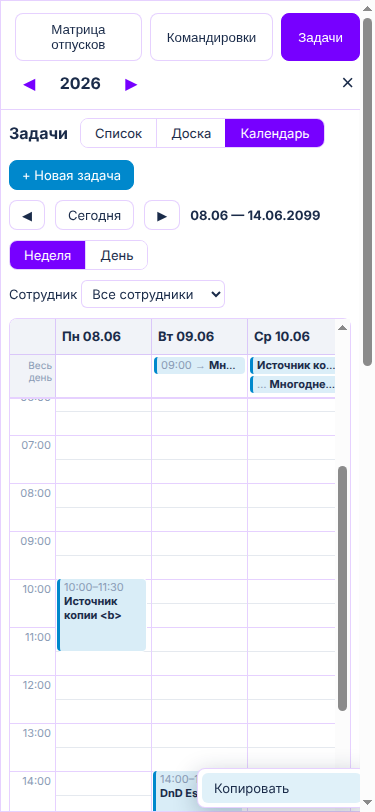 Матрица
отпусков
Командировки
Задачи
◀ 2026 ▶ ×
Задачи Список Доска Календарь
+ Новая задача
◀ Сегодня ▶ 08.06 — 14.06.2099
Неделя День
Сотрудник Все сотрудники
Пн 08.06 Вт 09.06 Ср 10.06
Весь
день
09:00 → Мн...
Источник ко...
... Многодне...
07:00
08:00
09:00
10:00
10:00–11:30
Источник
копии <b>
11:00
12:00
13:00
14:00
14:00–1
DnD Es
Копировать